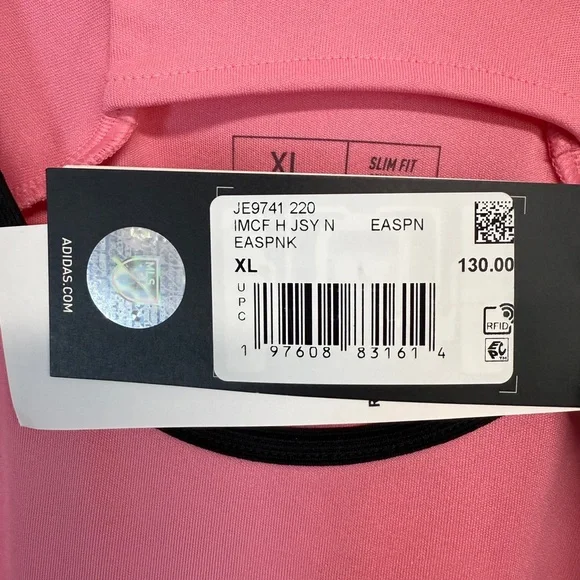 XL SLIM FIT
ADIDAS.COM
MLS
JE9741 220
IMCF H JSY N EASPN
EASPNK
XL 130.00
UPC
RFID
1 97608 83161 4